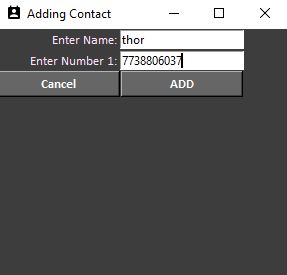 Adding Contact
Enter Name: thor
Enter Number 1: 7738806037
Cancel ADD